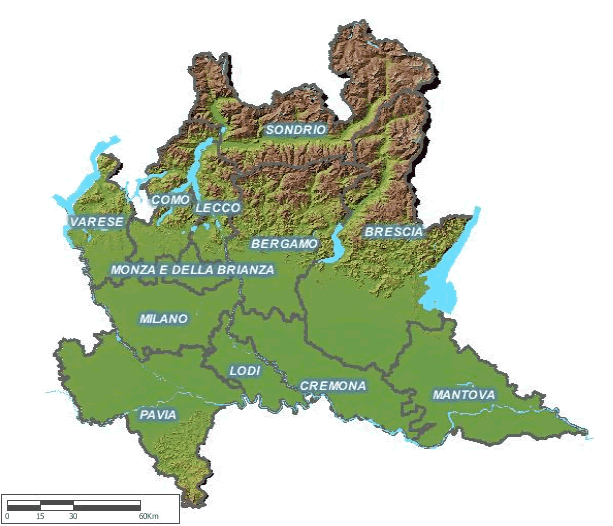 SONDRIO
COMO
LECCO
VARESE
BERGAMO
BRESCIA
MONZA E DELLA BRIANZA
MILANO
LODI
CREMONA
MANTOVA
PAVIA
0 15 30 60Km